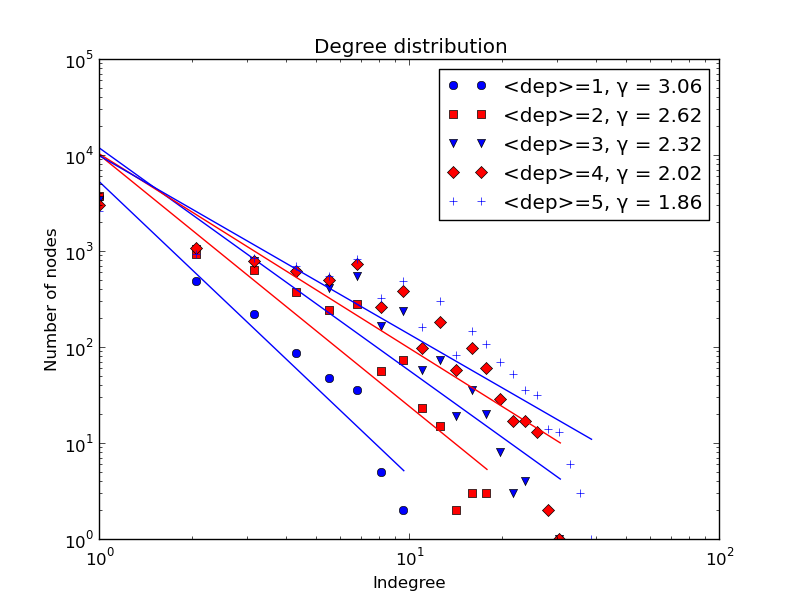 Degree distribution
10^5
10^4
10^3
10^2
10^1
10^0
Number of nodes
<dep>=1, γ = 3.06
<dep>=2, γ = 2.62
<dep>=3, γ = 2.32
<dep>=4, γ = 2.02
<dep>=5, γ = 1.86
10^0
10^1
10^2
Indegree